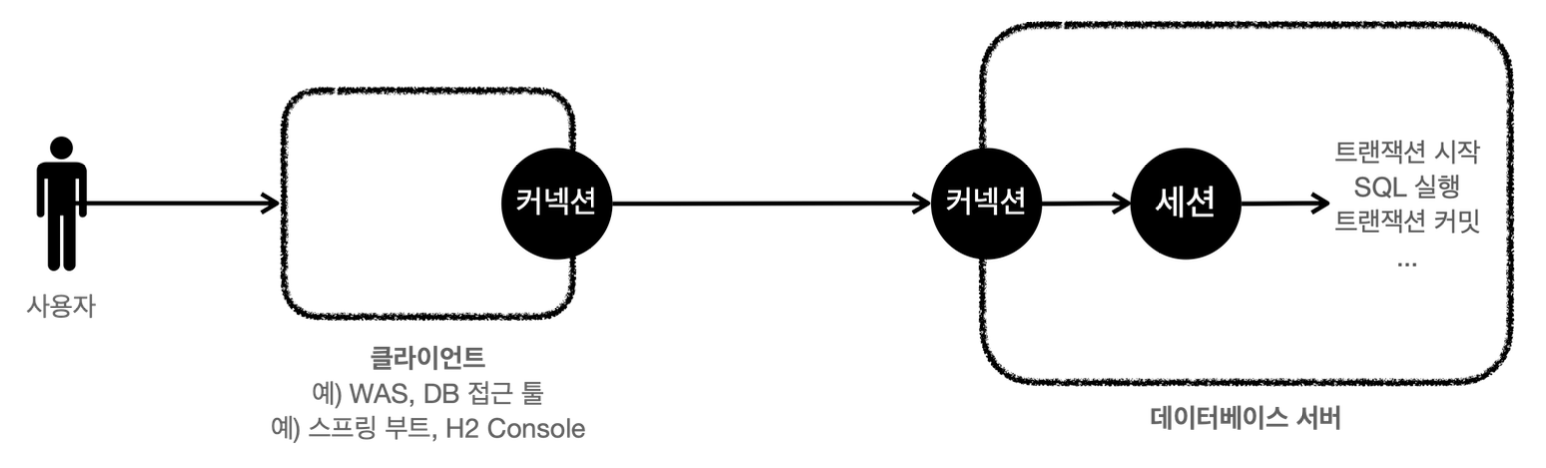 사용자
커넥션
클라이언트
예) WAS, DB 접근 툴
예) 스프링 부트, H2 Console
커넥션
세션
트랜잭션 시작
SQL 실행
트랜잭션 커밋
...
데이터베이스 서버